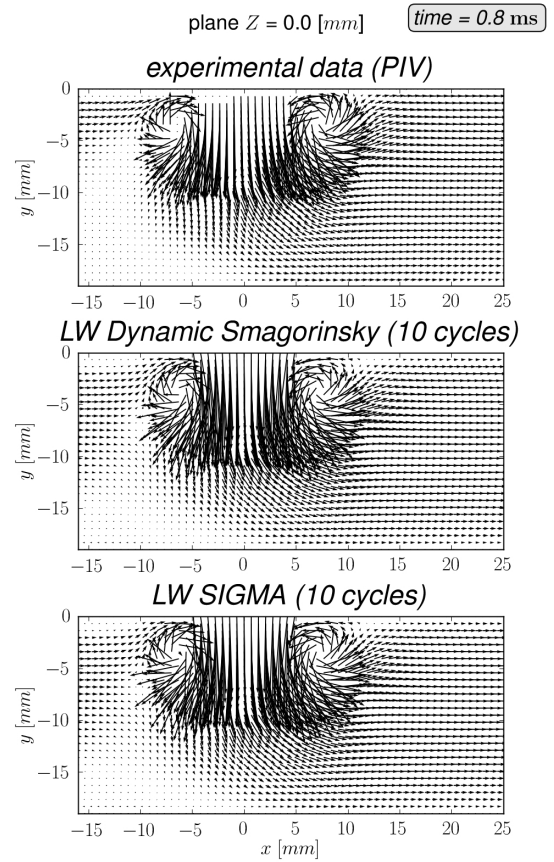 plane Z = 0.0 [mm]
time = 0.8 ms
experimental data (PIV)
0
−5
−10
−15
y [mm]
−15 −10 −5 0 5 10 15 20 25
LW Dynamic Smagorinsky (10 cycles)
0
−5
−10
−15
y [mm]
−15 −10 −5 0 5 10 15 20 25
LW SIGMA (10 cycles)
0
−5
−10
−15
y [mm]
−15 −10 −5 0 5 10 15 20 25
x [mm]